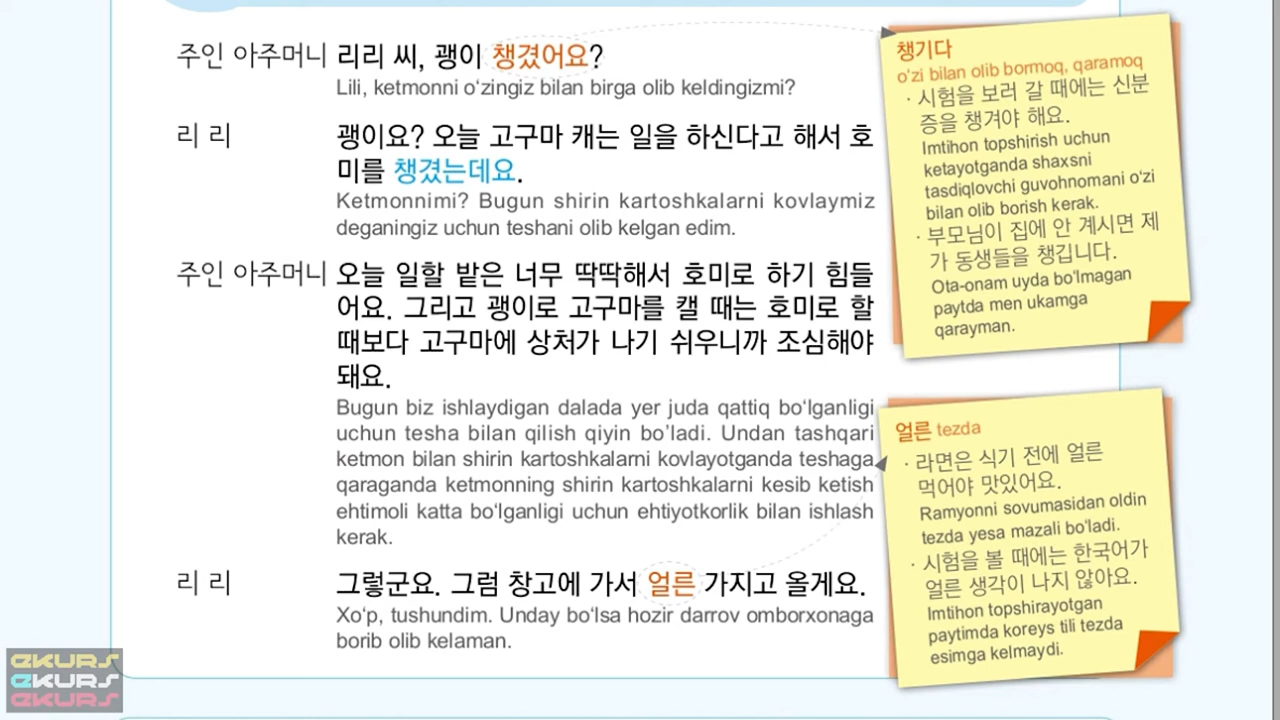 주인 아주머니 리리 씨, 괭이 챙겼어요?
Lili, ketmonni oʻzingiz bilan birga olib keldingizmi?
리 리 괭이요? 오늘 고구마 캐는 일을 하신다고 해서 호
미를 챙겼는데요.
Ketmonnimi? Bugun shirin kartoshkalarni kovlaymiz
deganingiz uchun teshani olib kelgan edim.
주인 아주머니 오늘 일할 밭은 너무 딱딱해서 호미로 하기 힘들
어요. 그리고 괭이로 고구마를 캘 때는 호미로 할
때보다 고구마에 상처가 나기 쉬우니까 조심해야
돼요.
Bugun biz ishlaydigan dalada yer juda qattiq boʻlganligi
uchun tesha bilan qilish qiyin bo’ladi. Undan tashqari
ketmon bilan shirin kartoshkalarni kovlayotganda teshaga
qaraganda ketmonning shirin kartoshkalarni kesib ketish
ehtimoli katta boʻlganligi uchun ehtiyotkorlik bilan ishlash
kerak.
리 리 그렇군요. 그럼 창고에 가서 얼른 가지고 올게요.
Xoʻp, tushundim. Unday boʻlsa hozir darrov omborxonaga
borib olib kelaman.
챙기다
oʻzi bilan olib bormoq, qaramoq
· 시험을 보러 갈 때에는 신분
증을 챙겨야 해요.
Imtihon topshirish uchun
ketayotganda shaxsni
tasdiqlovchi guvohnomani oʻzi
bilan olib borish kerak.
· 부모님이 집에 안 계시면 제
가 동생들을 챙깁니다.
Ota-onam uyda boʻlmagan
paytda men ukamga
qarayman.
얼른 tezda
· 라면은 식기 전에 얼른
먹어야 맛있어요.
Ramyonni sovumasidan oldin
tezda yesa mazali boʻladi.
· 시험을 볼 때에는 한국어가
얼른 생각이 나지 않아요.
Imtihon topshirayotgan
paytimda koreys tili tezda
esimga kelmaydi.
eKURS
eKURS
eKURS